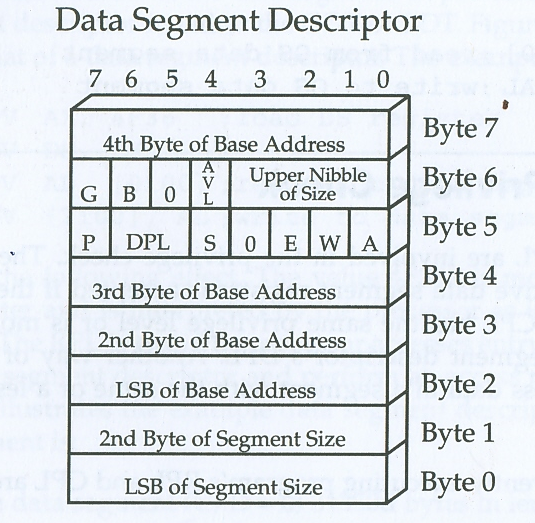 Data Segment Descriptor
7 6 5 4 3 2 1 0
4th Byte of Base Address Byte 7
G B 0 AVL Upper Nibble of Size Byte 6
P DPL S 0 E W A Byte 5
3rd Byte of Base Address Byte 4
2nd Byte of Base Address Byte 3
LSB of Base Address Byte 2
2nd Byte of Segment Size Byte 1
LSB of Segment Size Byte 0